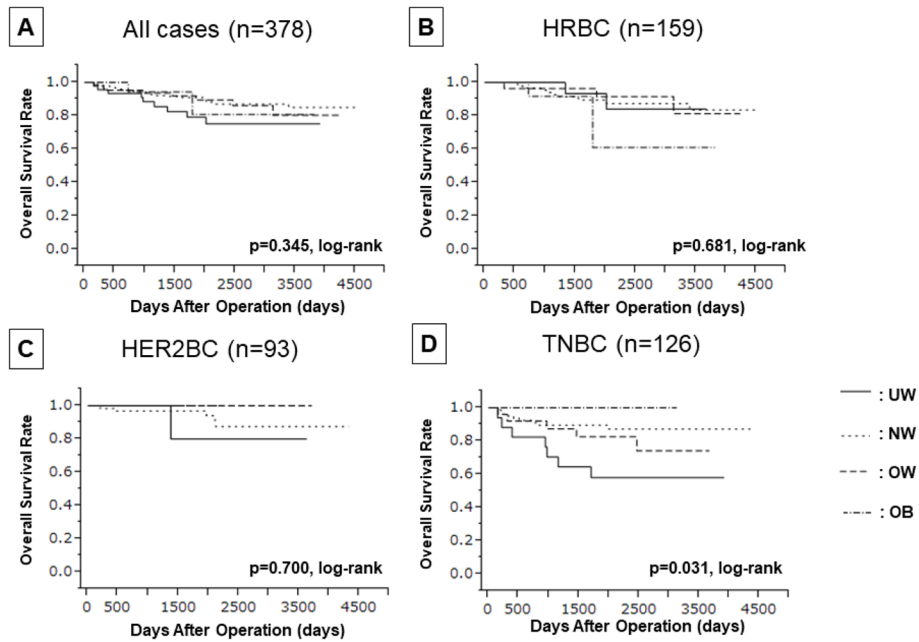 A All cases (n=378)
Overall Survival Rate
1.0
0.8
0.6
0.4
0.2
0.0
p=0.345, log-rank
0 500 1500 2500 3500 4500
Days After Operation (days)
B HRBC (n=159)
Overall Survival Rate
1.0
0.8
0.6
0.4
0.2
0.0
p=0.681, log-rank
0 500 1500 2500 3500 4500
Days After Operation (days)
C HER2BC (n=93)
Overall Survival Rate
1.0
0.8
0.6
0.4
0.2
0.0
p=0.700, log-rank
0 500 1500 2500 3500 4500
Days After Operation (days)
D TNBC (n=126)
Overall Survival Rate
1.0
0.8
0.6
0.4
0.2
0.0
p=0.031, log-rank
0 500 1500 2500 3500 4500
Days After Operation (days)
: UW
: NW
: OW
: OB